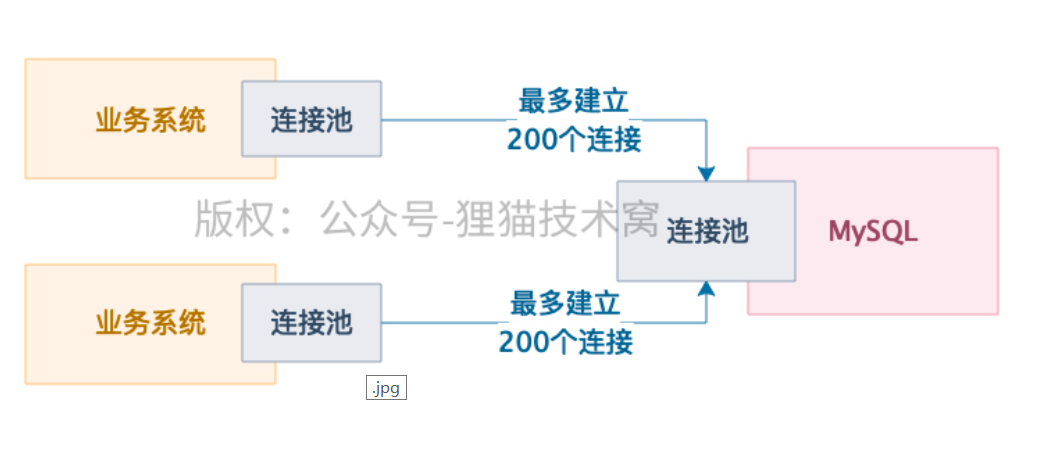 业务系统
连接池
最多建立
200个连接
版权：公众号-狸猫技术窝
连接池
MySQL
业务系统
连接池
最多建立
200个连接
.jpg